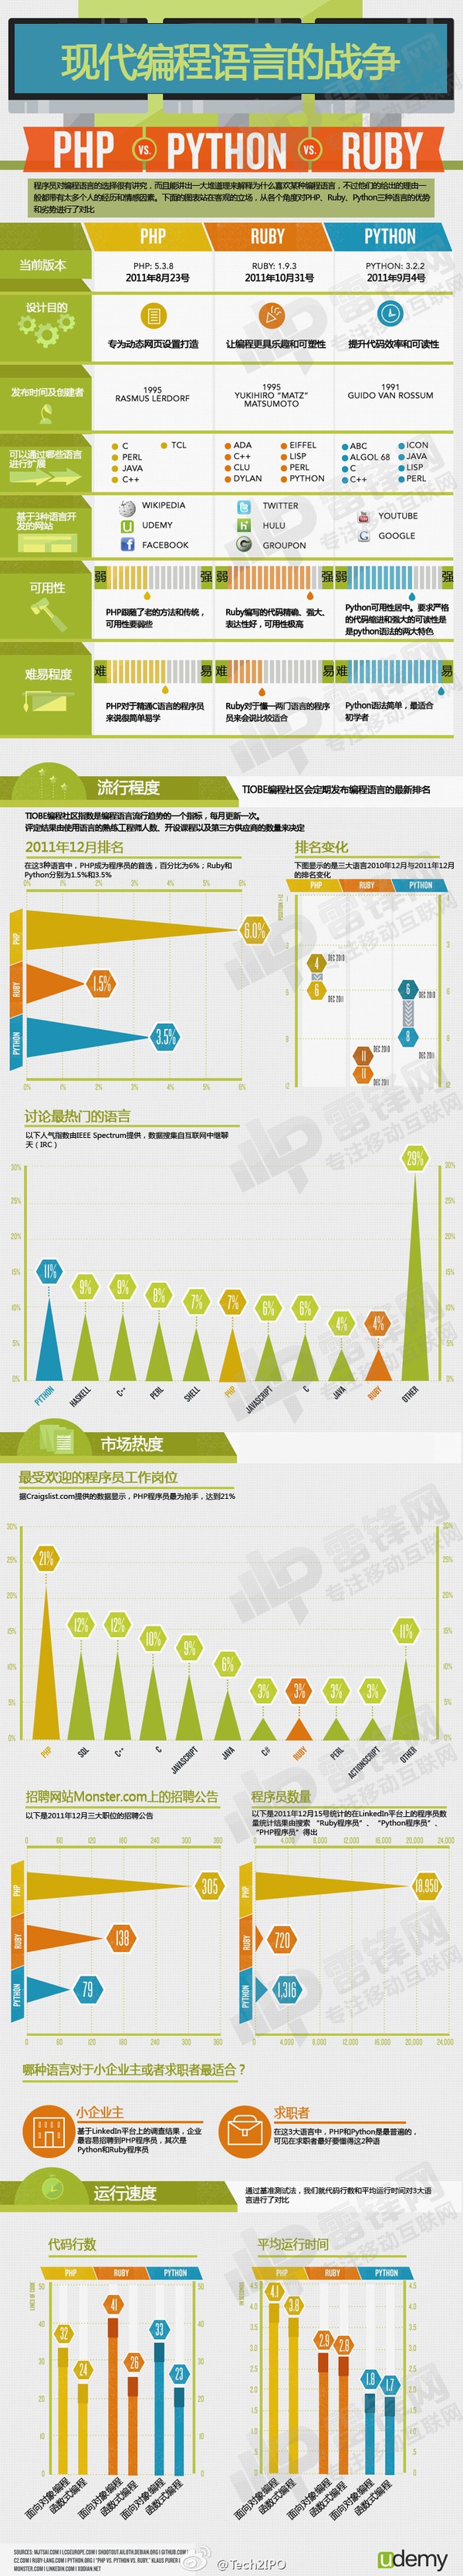 现代编程语言的战争
PHP VS. PYTHON VS. RUBY
程序员对编程语言的选择很讲究，而且能讲出一大堆道理来解释为什么喜欢某种编程语言，不过他们的给出的理由一
般都带有太多个人的经历和情感因素。下面的图表站在客观的立场，从各个角度对PHP、Ruby、Python三种语言的优势
和劣势进行了对比
PHP RUBY PYTHON
当前版本
PHP: 5.3.8
2011年8月23号
RUBY: 1.9.3
2011年10月31号
PYTHON: 3.2.2
2011年9月4号
设计目的
专为动态网页设置打造
让编程更具乐趣和可塑性
提升代码效率和可读性
发布时间及创建者
1995
RASMUS LERDORF
1995
YUKIHIRO "MATZ"
MATSUMOTO
1991
GUIDO VAN ROSSUM
可以通过哪些语言
进行扩展
C TCL
PERL
JAVA
C++
ADA EIFFEL
C++ LISP
CLU PERL
DYLAN PYTHON
ABC ICON
ALGOL 68 JAVA
C LISP
C++ PERL
基于3种语言开
发的网站
WIKIPEDIA
UDEMY
FACEBOOK
TWITTER
HULU
GROUPON
YOUTUBE
GOOGLE
可用性
弱 强 弱 强 弱 强
PHP跟随了老的方法和传统，
可用性要弱些
Ruby编写的代码精确、强大、
表达性好，可用性极高
Python可用性居中。要求严格
的代码缩进和强大的可读性是
是python语法的两大特色
难易程度
难 易 难 易 难 易
PHP对于精通C语言的程序员
来说很简单易学
Ruby对于懂一两门语言的程序
员来会说比较适合
Python语法简单，最适合
初学者
流行程度
TIOBE编程社区会定期发布编程语言的最新排名
TIOBE编程社区指数是编程语言流行趋势的一个指标，每月更新一次。
评定结果由使用语言的熟练工程师人数、开设课程以及第三方供应商的数量来决定
2011年12月排名
在这3种语言中，PHP成为程序员的首选，百分比为6%；Ruby和
Python分别为1.5%和3.5%
0% 1% 2% 3% 4% 5% 6%
PHP 6.0%
RUBY 1.5%
PYTHON 3.5%
0% 1% 2% 3% 4% 5% 6%
排名变化
下图显示的是三大语言2010年12月与2011年12月
的排名变化
PHP RUBY PYTHON
4 DEC 2010
6 DEC 2011
11 DEC 2010
11 DEC 2011
6 DEC 2010
8 DEC 2011
讨论最热门的语言
以下人气指数由IEEE Spectrum提供，数据搜集自互联网中继聊
天（IRC）
30% 25% 20% 15% 10% 5% 0%
11% 9% 9% 8% 7% 7% 6% 6% 4% 4% 29%
PYTHON HASKELL C++ PERL SHELL PHP JAVASCRIPT C JAVA RUBY OTHER
市场热度
最受欢迎的程序员工作岗位
据Craigslist.com提供的数据显示，PHP程序员最为抢手，达到21%
30% 25% 20% 15% 10% 5% 0%
21% 12% 12% 10% 9% 6% 3% 3% 3% 3% 11%
PHP SQL C++ C JAVASCRIPT JAVA C# RUBY PERL ACTIONSCRIPT OTHER
招聘网站Monster.com上的招聘公告
以下是2011年12月三大职位的招聘公告
0 60 120 180 240 300 360
PHP 305
RUBY 138
PYTHON 79
0 60 120 180 240 300 360
程序员数量
以下是2011年12月15号统计的在LinkedIn平台上的程序员数
量统计结果由搜索 “Ruby程序员”、“Python程序员”、
“PHP程序员”得出
0 4,000 8,000 12,000 16,000 20,000 24,000
PHP 18,950
RUBY 720
PYTHON 1,316
0 4,000 8,000 12,000 16,000 20,000 24,000
哪种语言对于小企业主或者求职者最适合？
小企业主
基于LinkedIn平台上的调查结果，企业
最容易招聘到PHP程序员，其次是
Python和Ruby程序员
求职者
在这3大语言中，PHP和Python是最普遍的，
可见在求职者最好要懂得这2种语
运行速度
通过基准测试法，我们就代码行数和平均运行时间对3大语
言进行了对比
代码行数
PHP RUBY PYTHON
LINES OF CODE
50 40 30 20 10 0
32 24 41 26 33 23
面向对象编程 函数式编程 面向对象编程 函数式编程 面向对象编程 函数式编程
平均运行时间
PHP RUBY PYTHON
4.5 4.0 3.5 3.0 2.5 2.0 1.5 1.0 .5 0
4.1 3.8 2.9 2.8 1.8 1.7
面向对象编程 函数式编程 面向对象编程 函数式编程 面向对象编程 函数式编程
udemy
@Tech2IPO
雷锋网
专注移动互联网